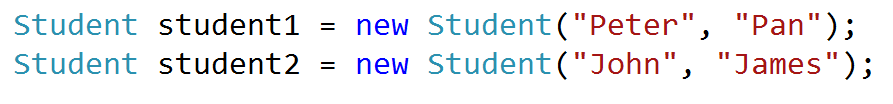 Student student1 = new Student("Peter", "Pan");
Student student2 = new Student("John", "James");